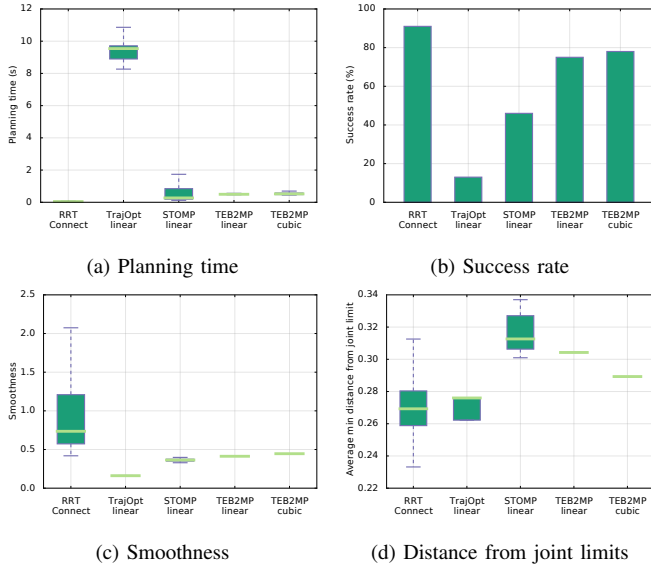 12
10
8
6
4
2
0
Planning time (s)
RRT
Connect
TrajOpt
linear
STOMP
linear
TEB2MP
linear
TEB2MP
cubic
(a) Planning time
100
80
60
40
20
0
Success rate (%)
RRT
Connect
TrajOpt
linear
STOMP
linear
TEB2MP
linear
TEB2MP
cubic
(b) Success rate
2.5
2.0
1.5
1.0
0.5
0.0
Smoothness
RRT
Connect
TrajOpt
linear
STOMP
linear
TEB2MP
linear
TEB2MP
cubic
(c) Smoothness
0.34
0.32
0.30
0.28
0.26
0.24
0.22
Average min distance from joint limit
RRT
Connect
TrajOpt
linear
STOMP
linear
TEB2MP
linear
TEB2MP
cubic
(d) Distance from joint limits